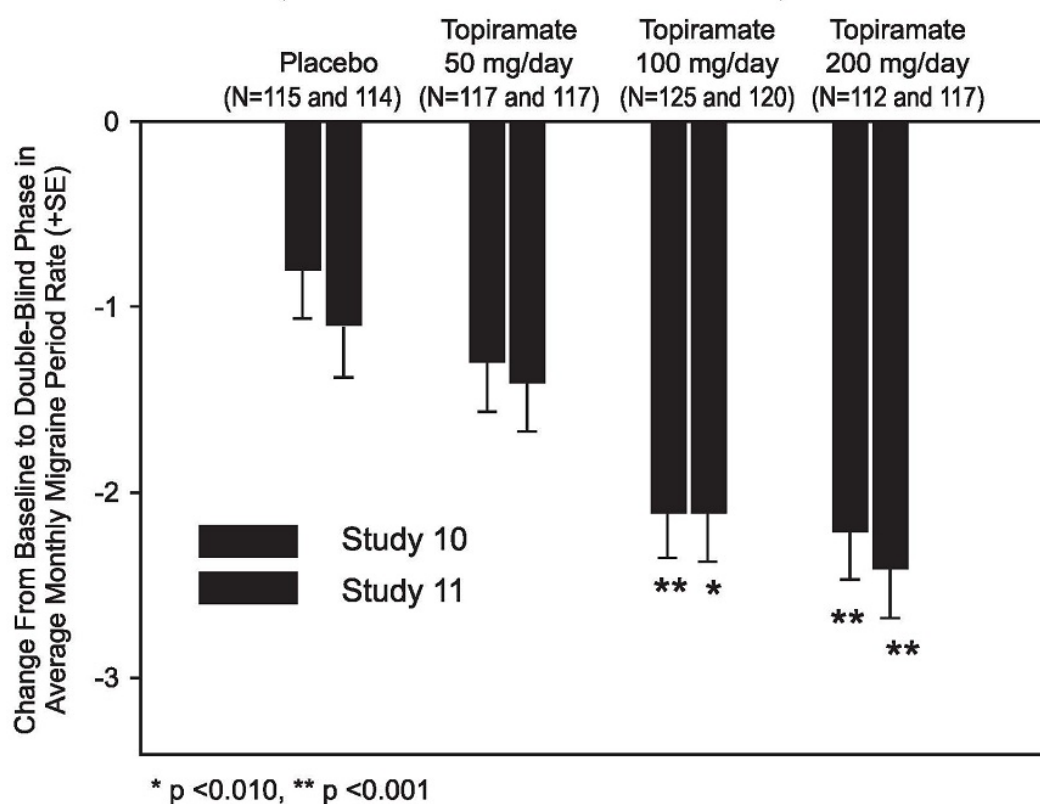 Placebo
(N=115 and 114)
Topiramate
50 mg/day
(N=117 and 117)
Topiramate
100 mg/day
(N=125 and 120)
Topiramate
200 mg/day
(N=112 and 117)
Change From Baseline to Double-Blind Phase in
Average Monthly Migraine Period Rate (+SE)
0
-1
-2
-3
Study 10
Study 11
** *
**
**
* p <0.010, ** p <0.001